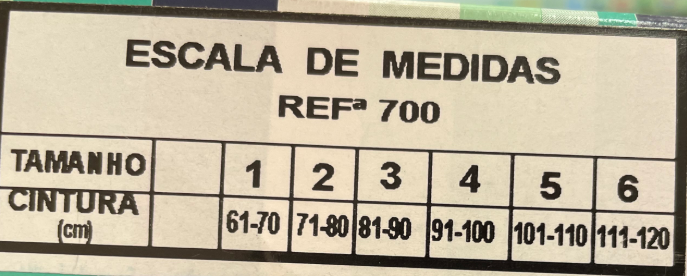 ESCALA DE MEDIDAS
REFª 700
TAMANHO 1 2 3 4 5 6
CINTURA (cm) 61-70 71-80 81-90 91-100 101-110 111-120